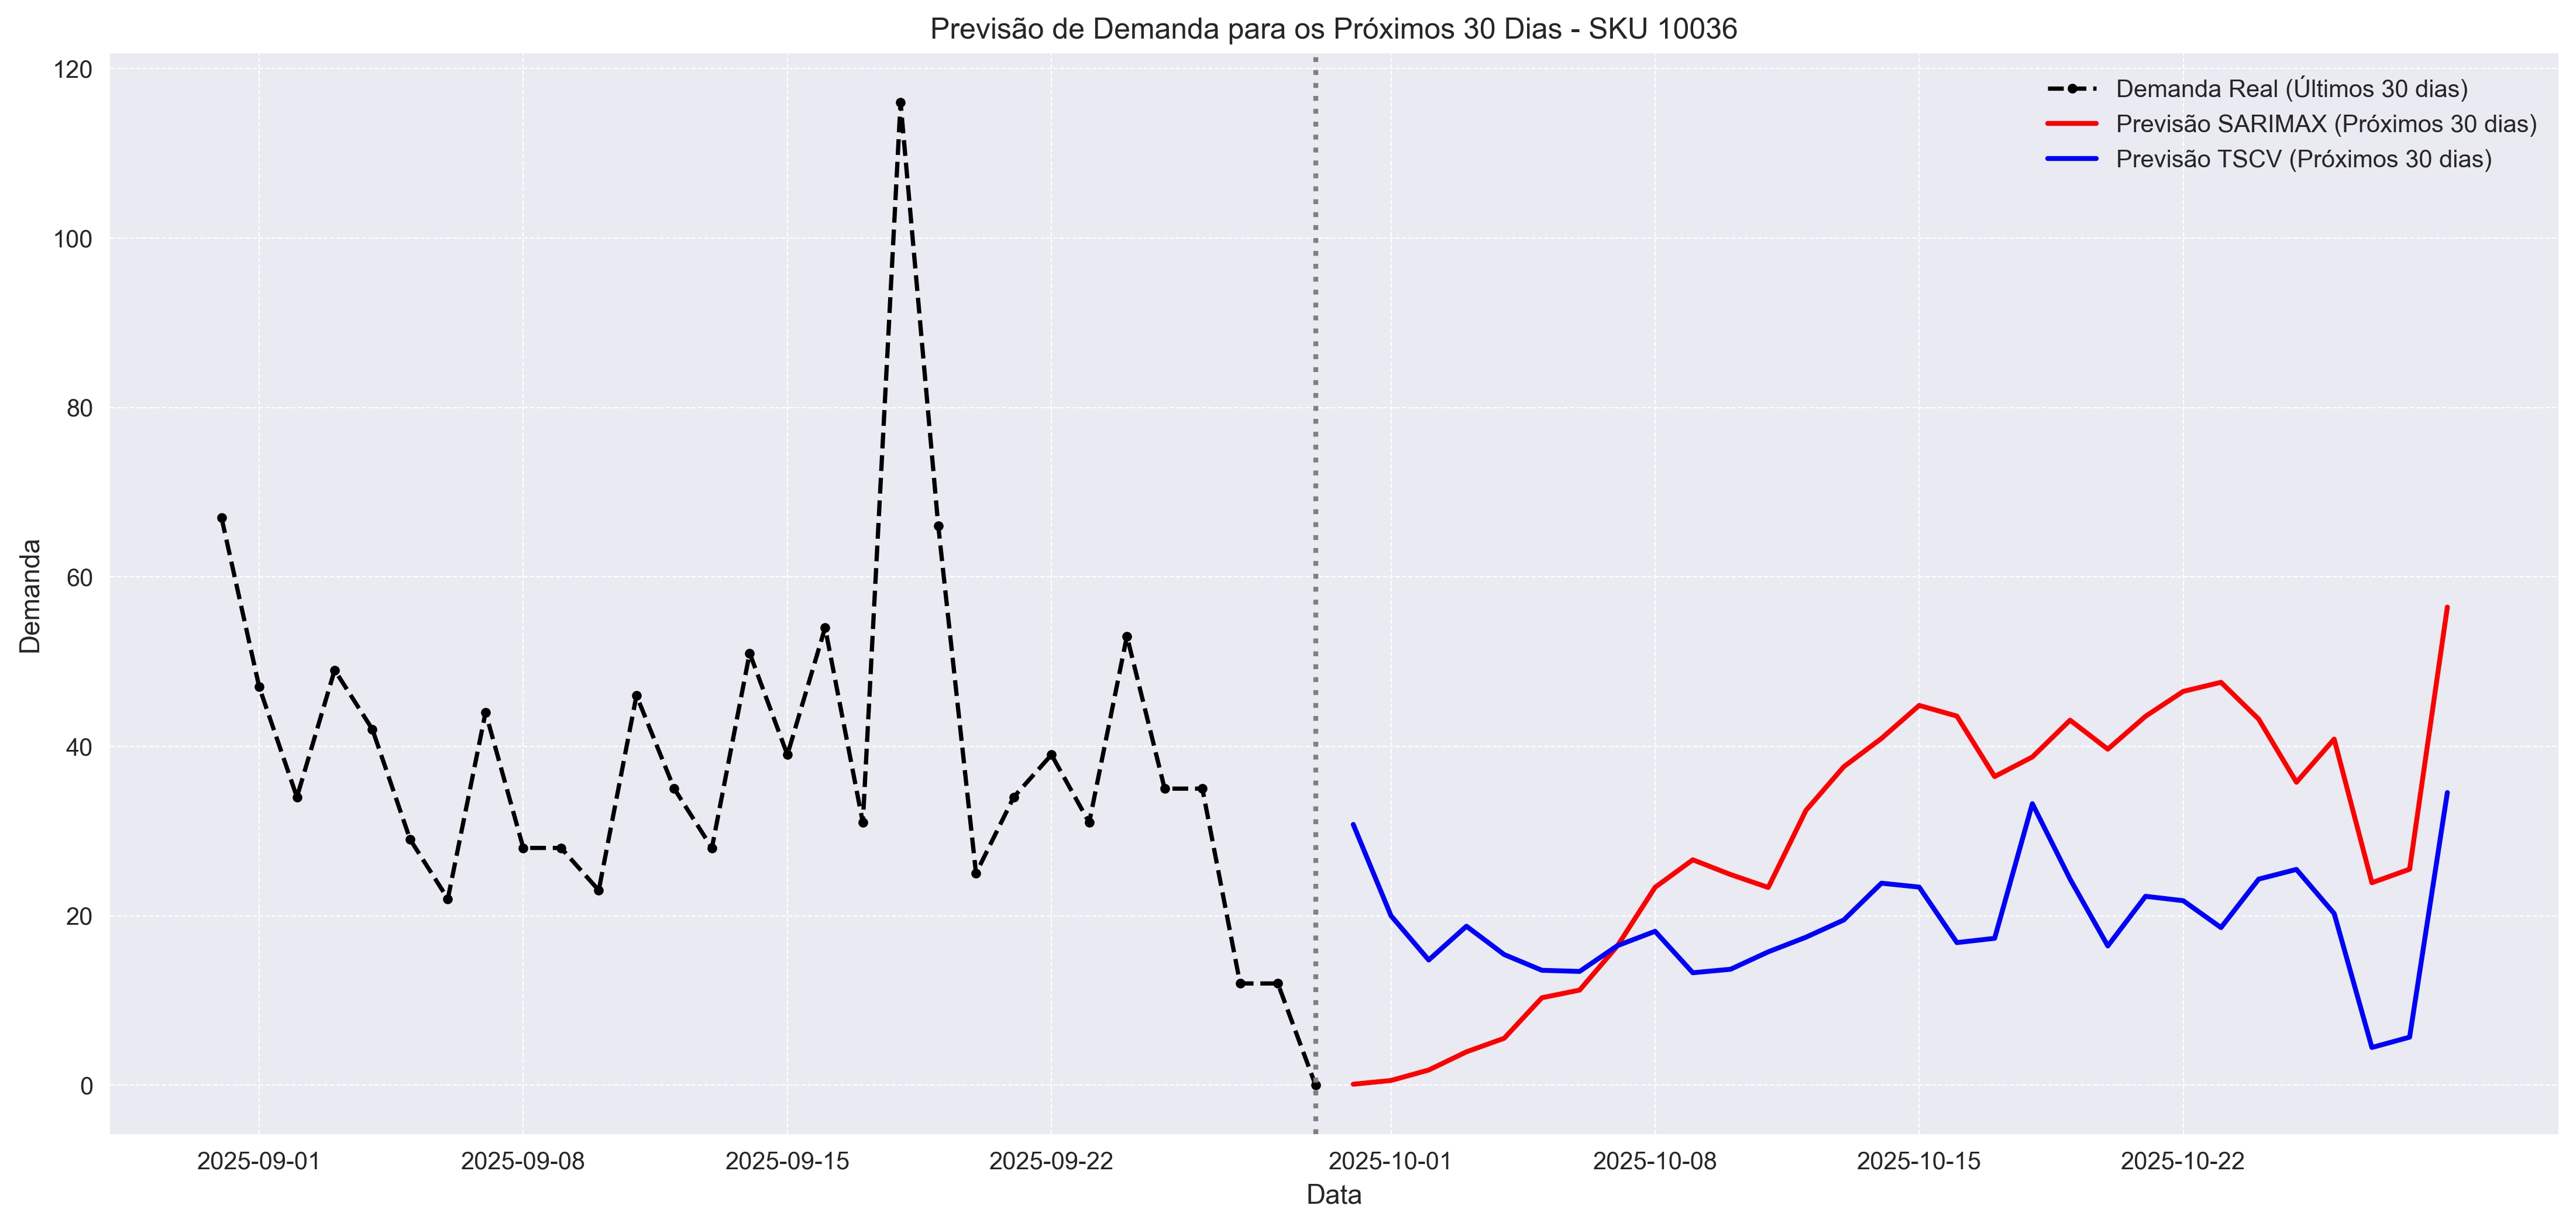 Previsão de Demanda para os Próximos 30 Dias - SKU 10036
Demanda Real (Últimos 30 dias)
Previsão SARIMAX (Próximos 30 dias)
Previsão TSCV (Próximos 30 dias)
120
100
80
60
40
20
0
Demanda
2025-09-01
2025-09-08
2025-09-15
2025-09-22
2025-10-01
2025-10-08
2025-10-15
2025-10-22
Data